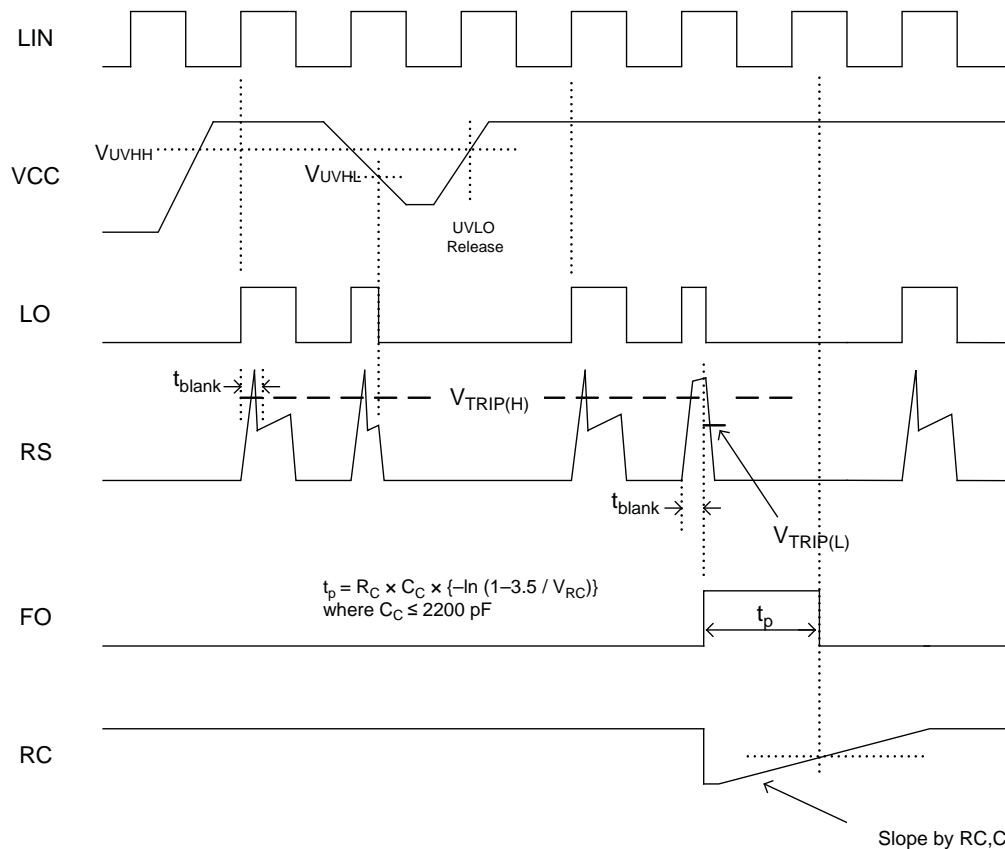 LIN
VCC
VUVHH
VUVHL
UVLO
Release
LO
tblank
VTRIP(H)
RS
tblank
VTRIP(L)
tp = RC × CC × {–ln (1–3.5 / VRC)}
where CC ≤ 2200 pF
FO
tp
RC
Slope by RC,C